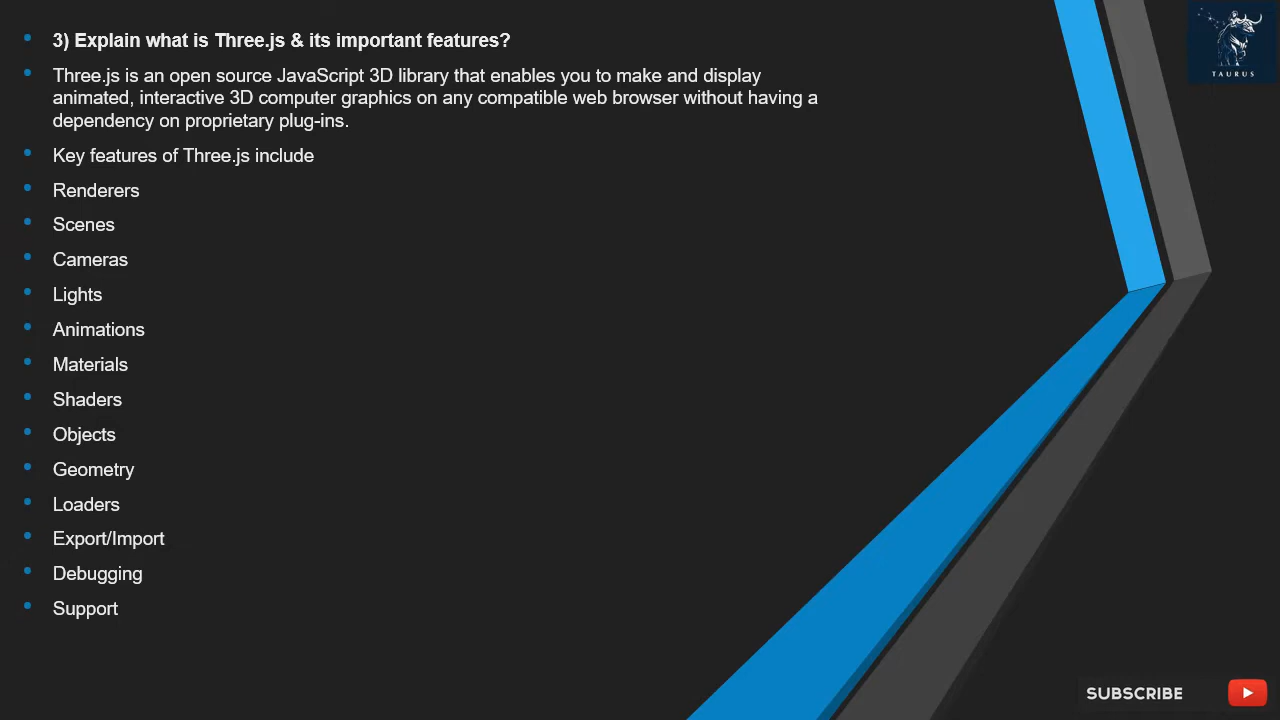 3) Explain what is Three.js & its important features?
Three.js is an open source JavaScript 3D library that enables you to make and display
animated, interactive 3D computer graphics on any compatible web browser without having a
dependency on proprietary plug-ins.
Key features of Three.js include
Renderers
Scenes
Cameras
Lights
Animations
Materials
Shaders
Objects
Geometry
Loaders
Export/Import
Debugging
Support
TAURUS
SUBSCRIBE